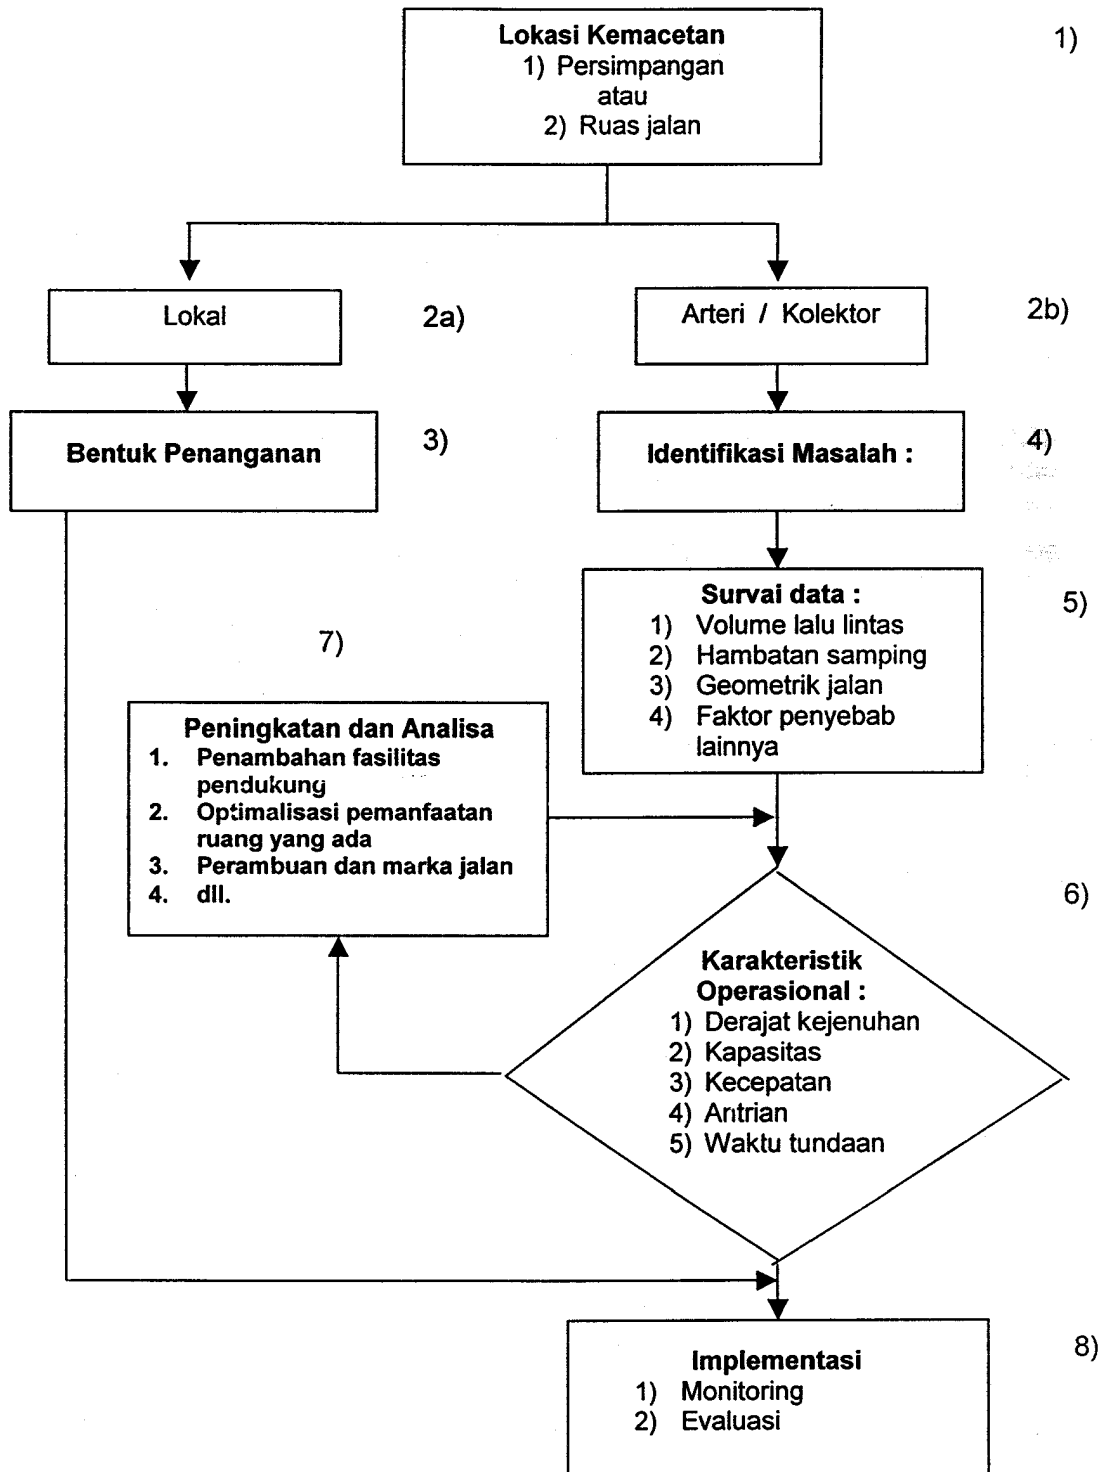 Lokasi Kemacetan
1) Persimpangan
atau
2) Ruas jalan
1)
Lokal
2a)
Arteri / Kolektor
2b)
Bentuk Penanganan
3)
Identifikasi Masalah :
4)
Survai data :
1) Volume lalu lintas
2) Hambatan samping
3) Geometrik jalan
4) Faktor penyebab
lainnya
5)
7)
Peningkatan dan Analisa
1. Penambahan fasilitas
pendukung
2. Optimalisasi pemanfaatan
ruang yang ada
3. Perambuan dan marka jalan
4. dll.
6)
Karakteristik
Operasional :
1) Derajat kejenuhan
2) Kapasitas
3) Kecepatan
4) Antrian
5) Waktu tundaan
Implementasi
1) Monitoring
2) Evaluasi
8)